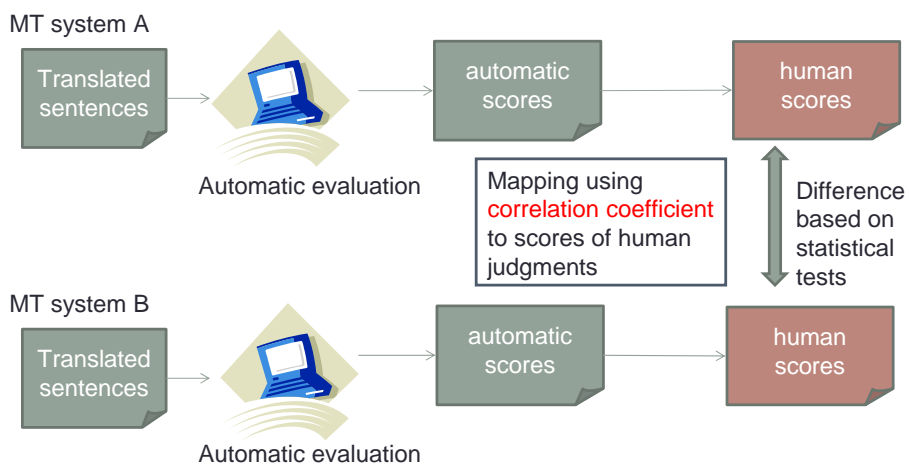 MT system A
Translated
sentences
Automatic evaluation
automatic
scores
human
scores
Mapping using
correlation coefficient
to scores of human
judgments
Difference
based on
statistical
tests
MT system B
Translated
sentences
Automatic evaluation
automatic
scores
human
scores